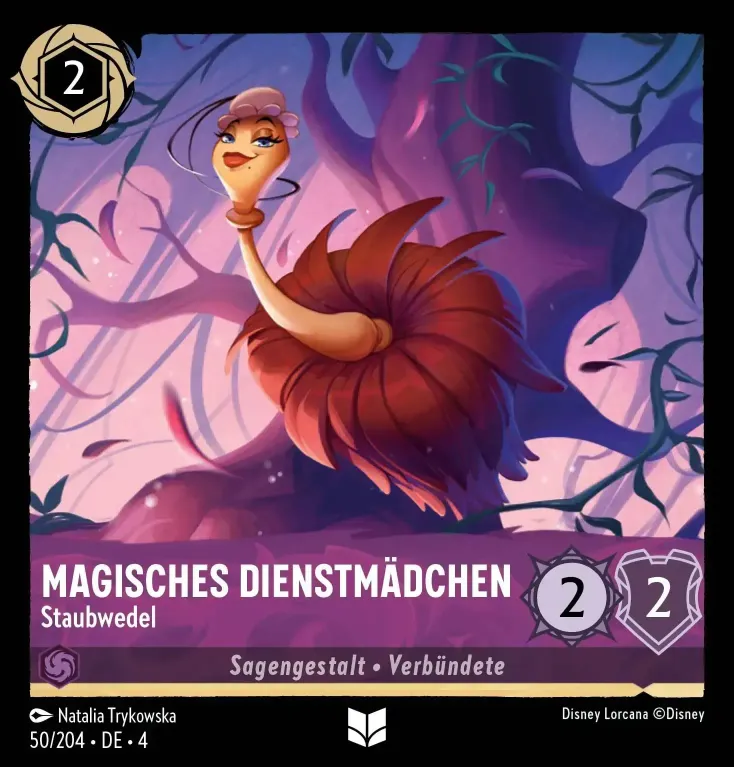 2
MAGISCHES DIENSTMÄDCHEN
Staubwedel
2
2
Sagengestalt • Verbündete
Natalia Trykowska
Disney Lorcana ©Disney
50/204 • DE • 4